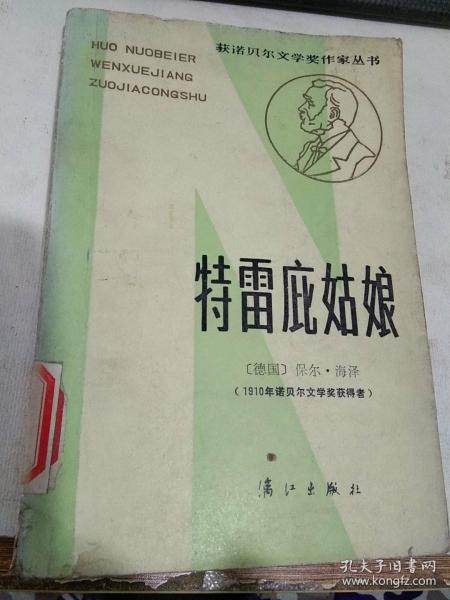 HUO NUOBEIER
WENXUEJIANG
ZUOJIACONGSHU
获诺贝尔文学奖作家丛书
特雷庇姑娘
〔德国〕保尔·海泽
(1910年诺贝尔文学奖获得者)
漓江出版社
孔夫子旧书网
www.kongfz.com